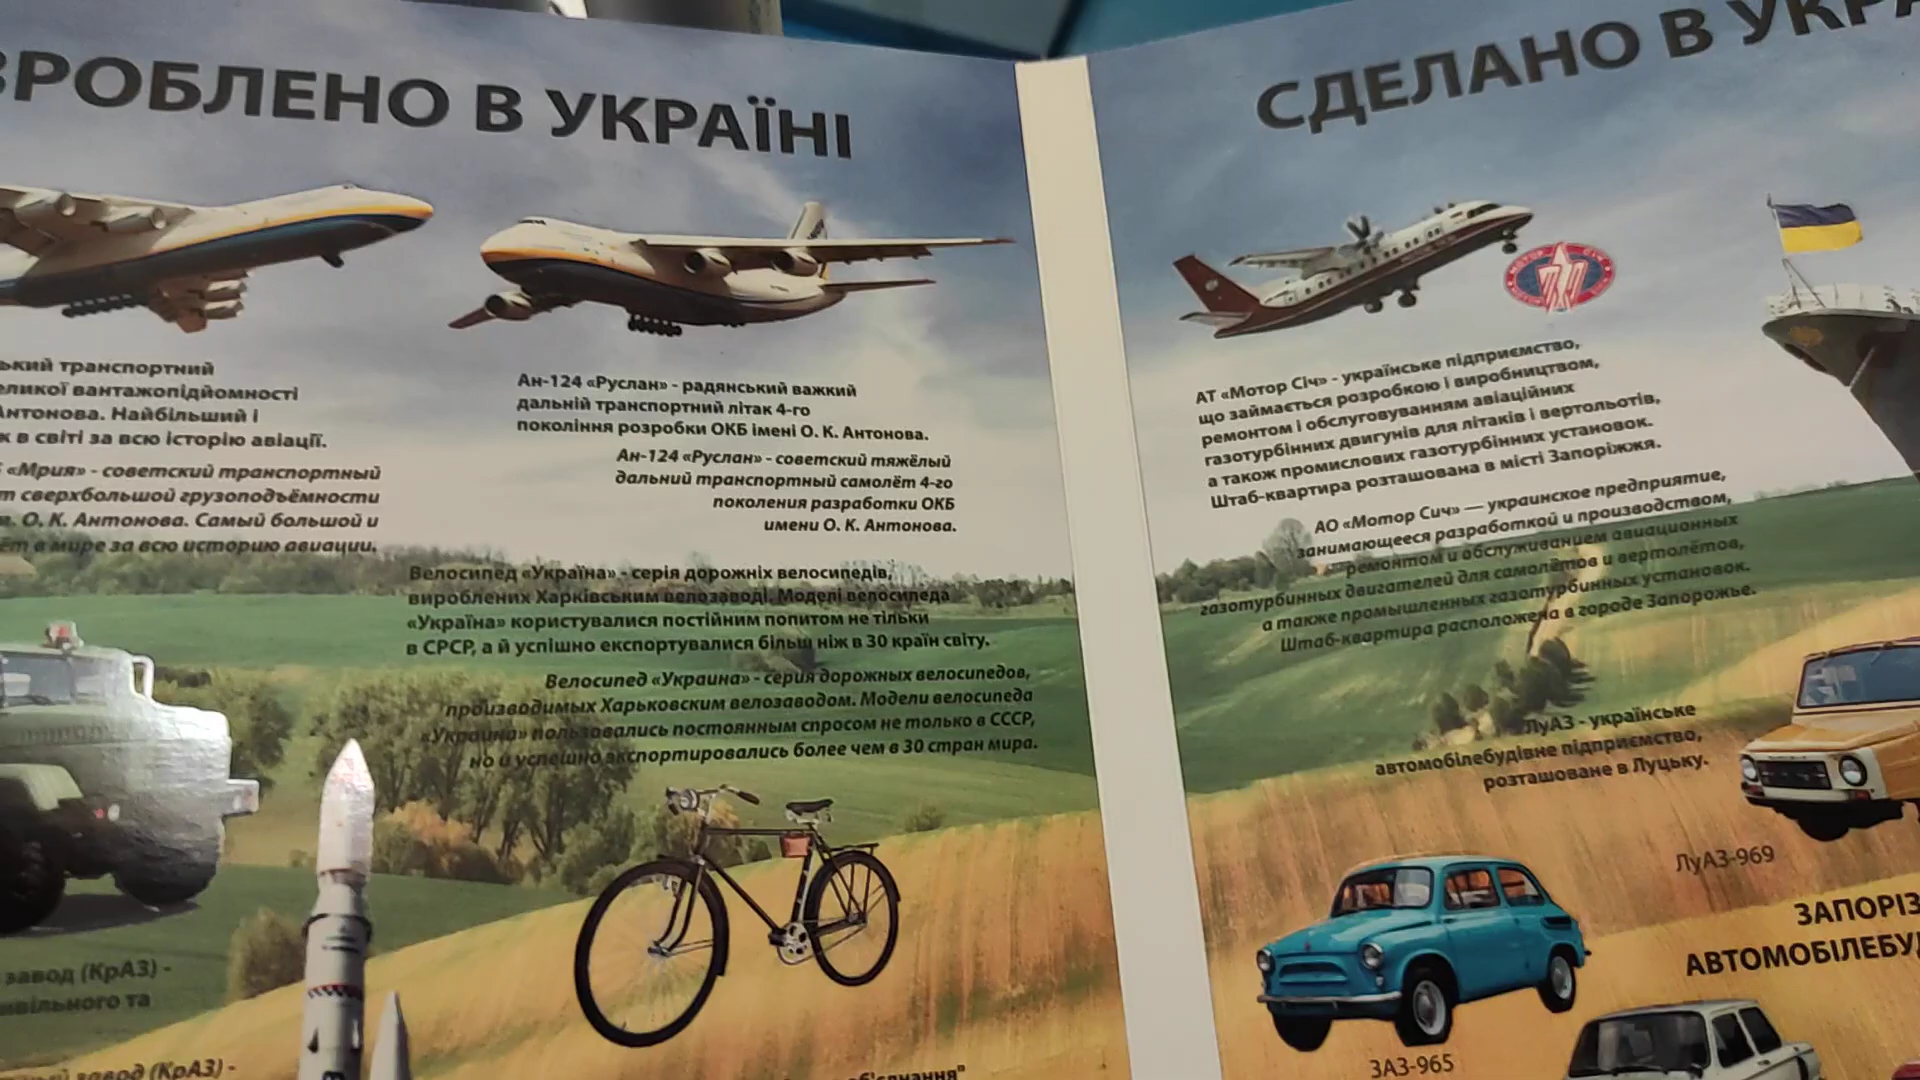 ЗРОБЛЕНО В УКРАЇНІ
транспортний
вантажопідйомності
Антонова. Найбільший і
в світі за всю історію авіації.
«Мрия» - советский транспортный
сверхбольшой грузоподъёмности
О. К. Антонова. Самый большой и
в мире за всю историю авиации.
Ан-124 «Руслан» - радянський важкий
дальній транспортний літак 4-го
покоління розробки ОКБ імені О. К. Антонова.
Ан-124 «Руслан» - советский тяжёлый
дальний транспортный самолёт 4-го
поколения разработки ОКБ
имени О. К. Антонова.
Велосипед «Україна» - серія дорожніх велосипедів,
вироблених Харківським велозаводі. Моделі велосипеда
«Україна» користувалися постійним попитом не тільки
в СРСР, а й успішно експортувалися більш ніж в 30 країн світу.
Велосипед «Украина» - серия дорожных велосипедов,
производимых Харьковским велозаводом. Модели велосипеда
«Украина» пользовались постоянным спросом не только в СССР,
но и успешно экспортировались более чем в 30 стран мира.
завод (КрАЗ) -
та
завод (КрАЗ) -
СДЕЛАНО В
МОТОР СІЧ
АТ «Мотор Січ» - українське підприємство,
що займається розробкою і виробництвом,
ремонтом і обслуговуванням авіаційних
газотурбінних двигунів для літаків і вертольотів,
а також промислових газотурбінних установок.
Штаб-квартира розташована в місті Запоріжжя.
АО «Мотор Сич» — украинское предприятие,
занимающееся разработкой и производством,
ремонтом и обслуживанием авиационных
газотурбинных двигателей для самолётов и вертолётов,
а также промышленных газотурбинных установок.
Штаб-квартира расположена в городе Запорожье.
ЛуАЗ - українське
автомобілебудівне підприємство,
розташоване в Луцьку.
ЛуАЗ-969
ЗАПОРІЗ
АВТОМОБІЛЕБУД
ЗАЗ-965